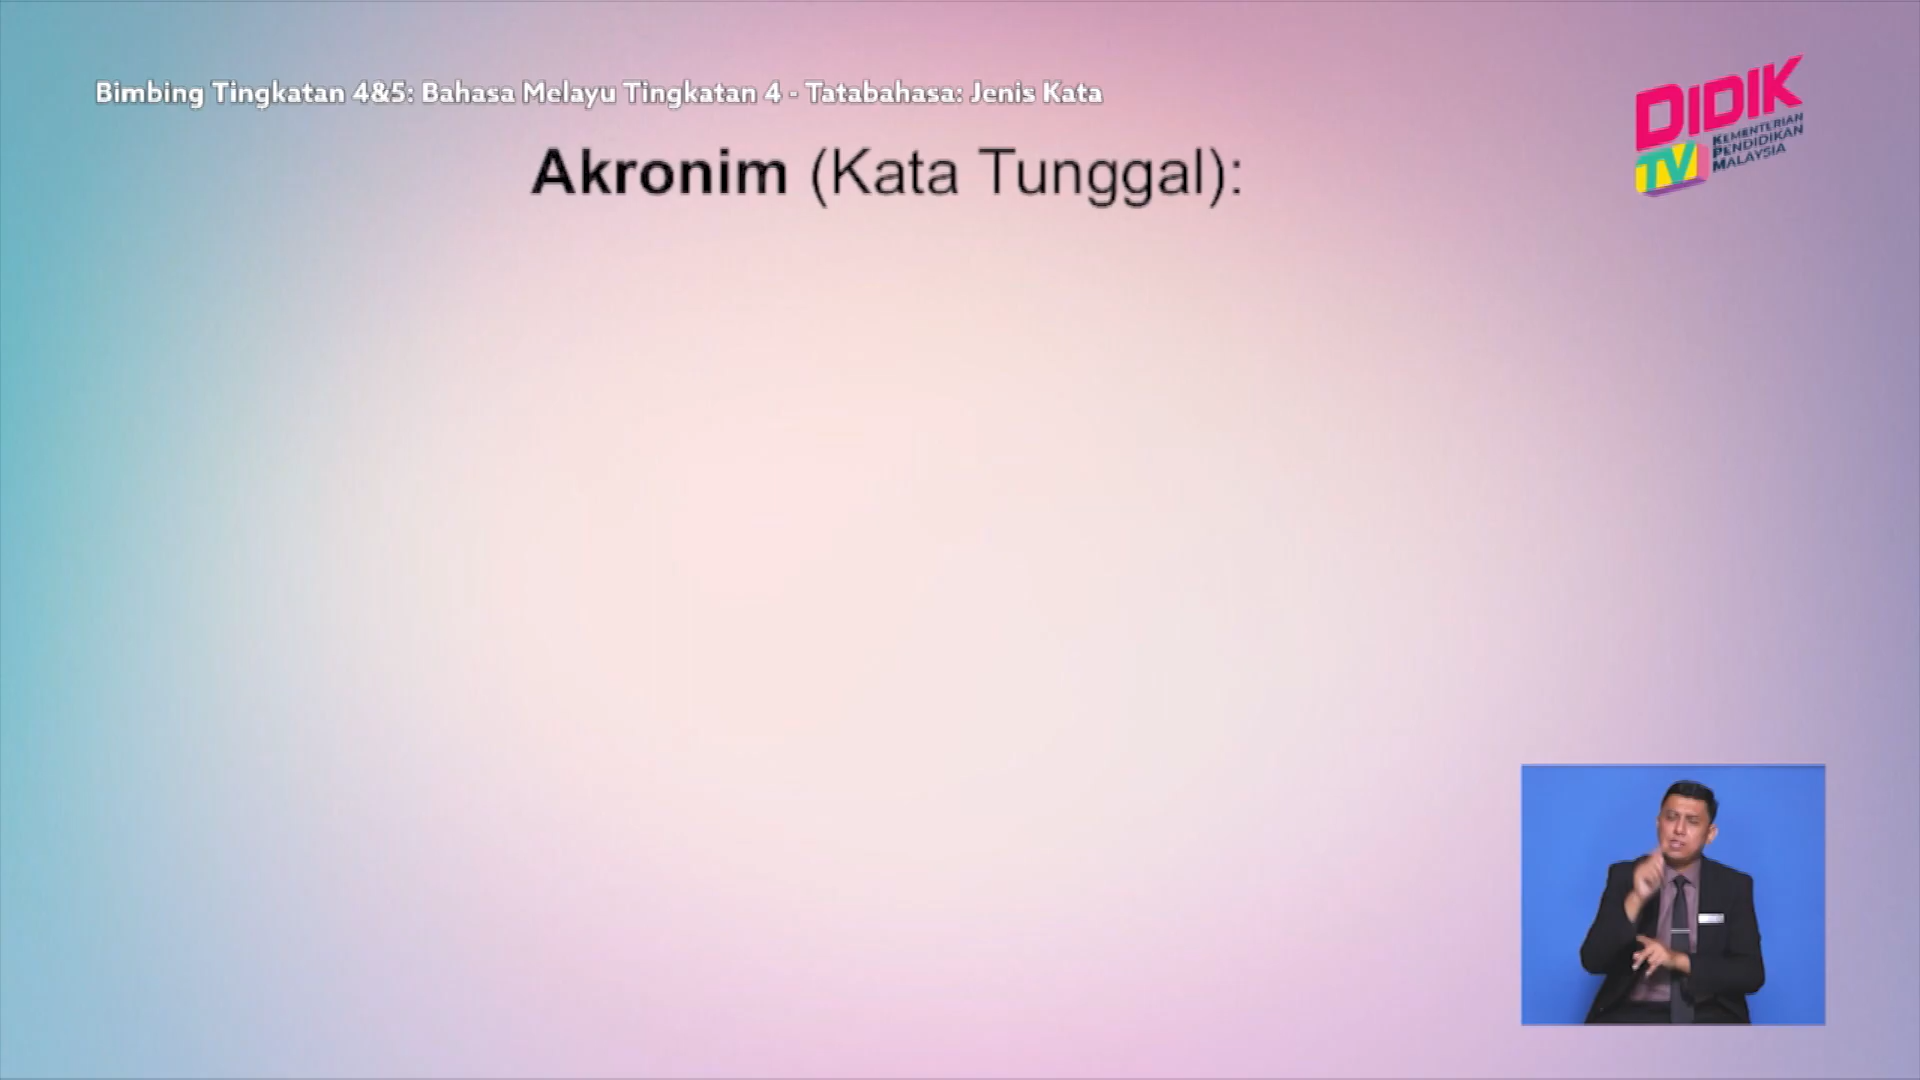 Bimbing Tingkatan 4&5: Bahasa Melayu Tingkatan 4 - Tatabahasa: Jenis Kata
Akronim (Kata Tunggal):
DIDIK
TV
KEMENTERIAN
PENDIDIKAN
MALAYSIA